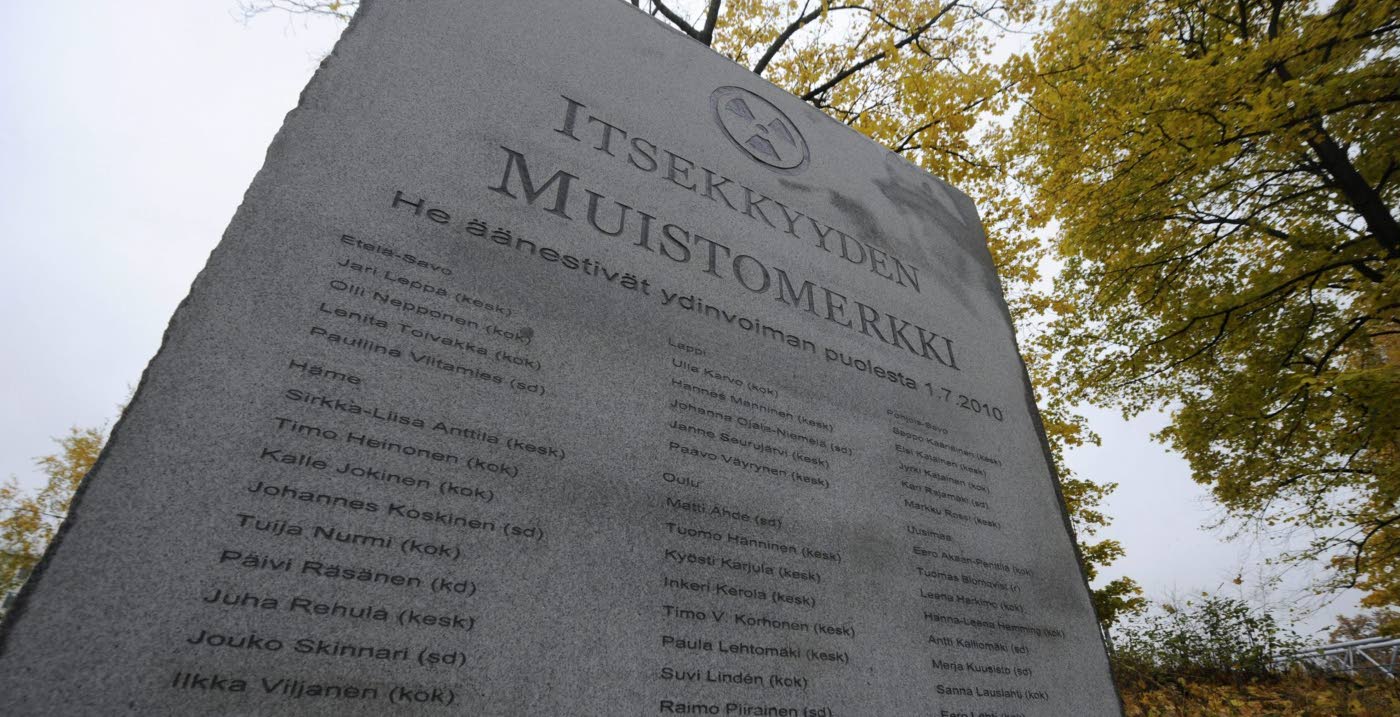 ITSEKKYYDEN
MUISTOMERKKI
He äänestivät ydinvoiman puolesta 1.7.2010
Etelä-Savo
Jari Leppä (kesk)
Olli Nepponen (kok)
Lenita Toivakka (kok)
Pauliina Viitamies (sd)
Häme
Sirkka-Liisa Anttila (kesk)
Timo Heinonen (kok)
Kalle Jokinen (kok)
Johannes Koskinen (sd)
Tuija Nurmi (kok)
Päivi Räsänen (kd)
Juha Rehula (kesk)
Jouko Skinnari (sd)
Ilkka Viljanen (kok)
Lappi
Ulla Karvo (kok)
Hannes Manninen (kesk)
Johanna Ojala-Niemelä (sd)
Janne Seurujärvi (kesk)
Paavo Väyrynen (kesk)
Oulu
Matti Ahde (sd)
Tuomo Hänninen (kesk)
Kyösti Karjula (kesk)
Inkeri Kerola (kesk)
Timo V. Korhonen (kesk)
Paula Lehtomäki (kesk)
Suvi Lindén (kok)
Raimo Piirainen (sd)
Pohjois-Savo
Seppo Kääriäinen (kesk)
Elsi Katainen (kesk)
Jyrki Katainen (kok)
Kari Rajamäki (sd)
Markku Rossi (kesk)
Uusimaa
Eero Akaan-Penttilä (kok)
Tuomas Blomqvist (r)
Leena Harkimo (kok)
Hanna-Leena Hemming (kok)
Antti Kalliomäki (sd)
Merja Kuusisto (sd)
Sanna Lauslahti (kok)
Eero